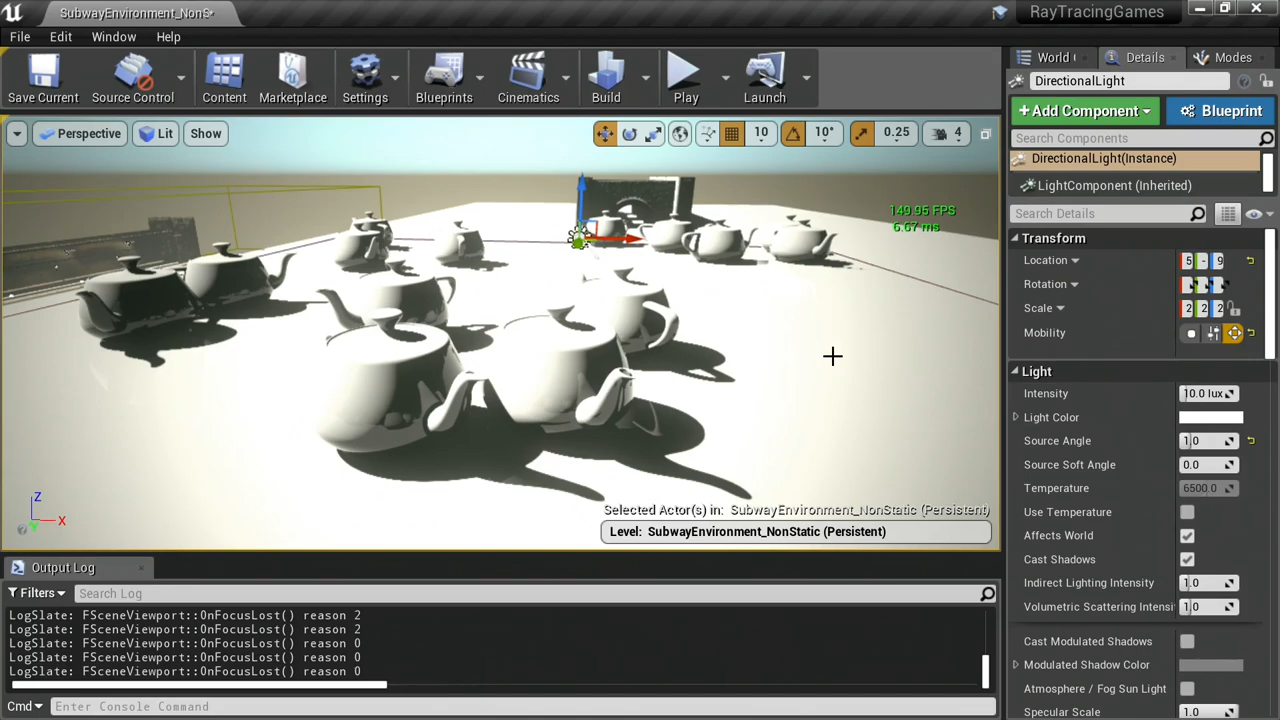 SubwayEnvironment_NonS•
RayTracingGames
File Edit Window Help
World Details Modes
Save Current Source Control Content Marketplace Settings Blueprints Cinematics Build Play Launch
DirectionalLight
+Add Component Blueprint
Perspective Lit Show 10 10° 0.25 4
Search Components
DirectionalLight(Instance)
LightComponent (Inherited)
Search Details
149.95 FPS
6.67 ms
Transform
Location 5 - 9
Rotation
Scale 2 2 2
Mobility
Light
Intensity 10.0 lux
Light Color
Source Angle 1.0
Source Soft Angle 0.0
Temperature 6500.0
Use Temperature
Affects World
Cast Shadows
Indirect Lighting Intensity 1.0
Volumetric Scattering Intensi 1.0
Cast Modulated Shadows
Modulated Shadow Color
Atmosphere / Fog Sun Light
Specular Scale 1.0
Z
X
Y
Selected Actor(s) in: SubwayEnvironment_NonStatic (Persistent)
Level: SubwayEnvironment_NonStatic (Persistent)
Output Log
Filters Search Log
LogSlate: FSceneViewport::OnFocusLost() reason 2
LogSlate: FSceneViewport::OnFocusLost() reason 2
LogSlate: FSceneViewport::OnFocusLost() reason 0
LogSlate: FSceneViewport::OnFocusLost() reason 0
LogSlate: FSceneViewport::OnFocusLost() reason 0
Cmd Enter Console Command